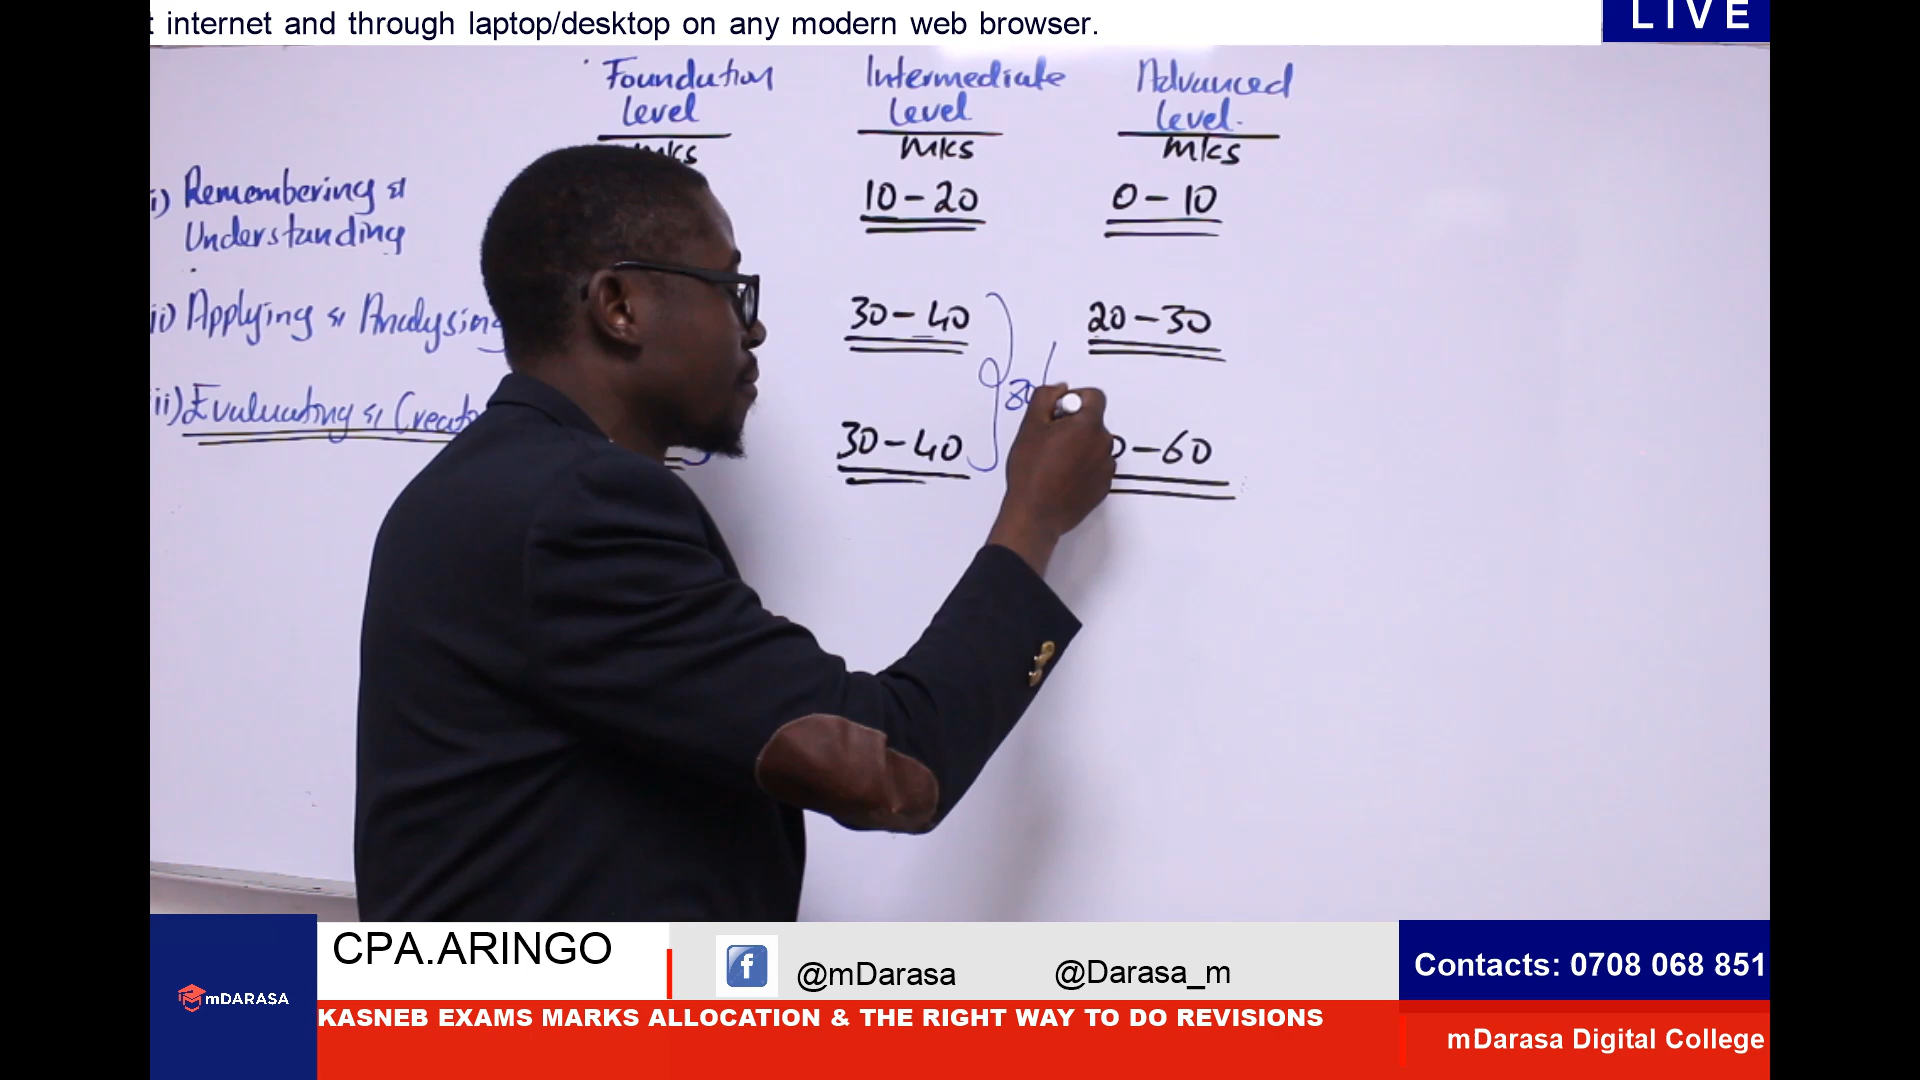 internet and through laptop/desktop on any modern web browser.
LIVE
Foundation Level
Intermediate Level
Advanced Level.
mks
mks
mks
i) Remembering &
Understanding
10-20
0-10
ii) Applying & Analysing
30-40
20-30
iii) Evaluating &
30-40
-60
CPA.ARINGO
@mDarasa
@Darasa_m
Contacts: 0708 068 851
mDARASA
KASNEB EXAMS MARKS ALLOCATION & THE RIGHT WAY TO DO REVISIONS
mDarasa Digital College